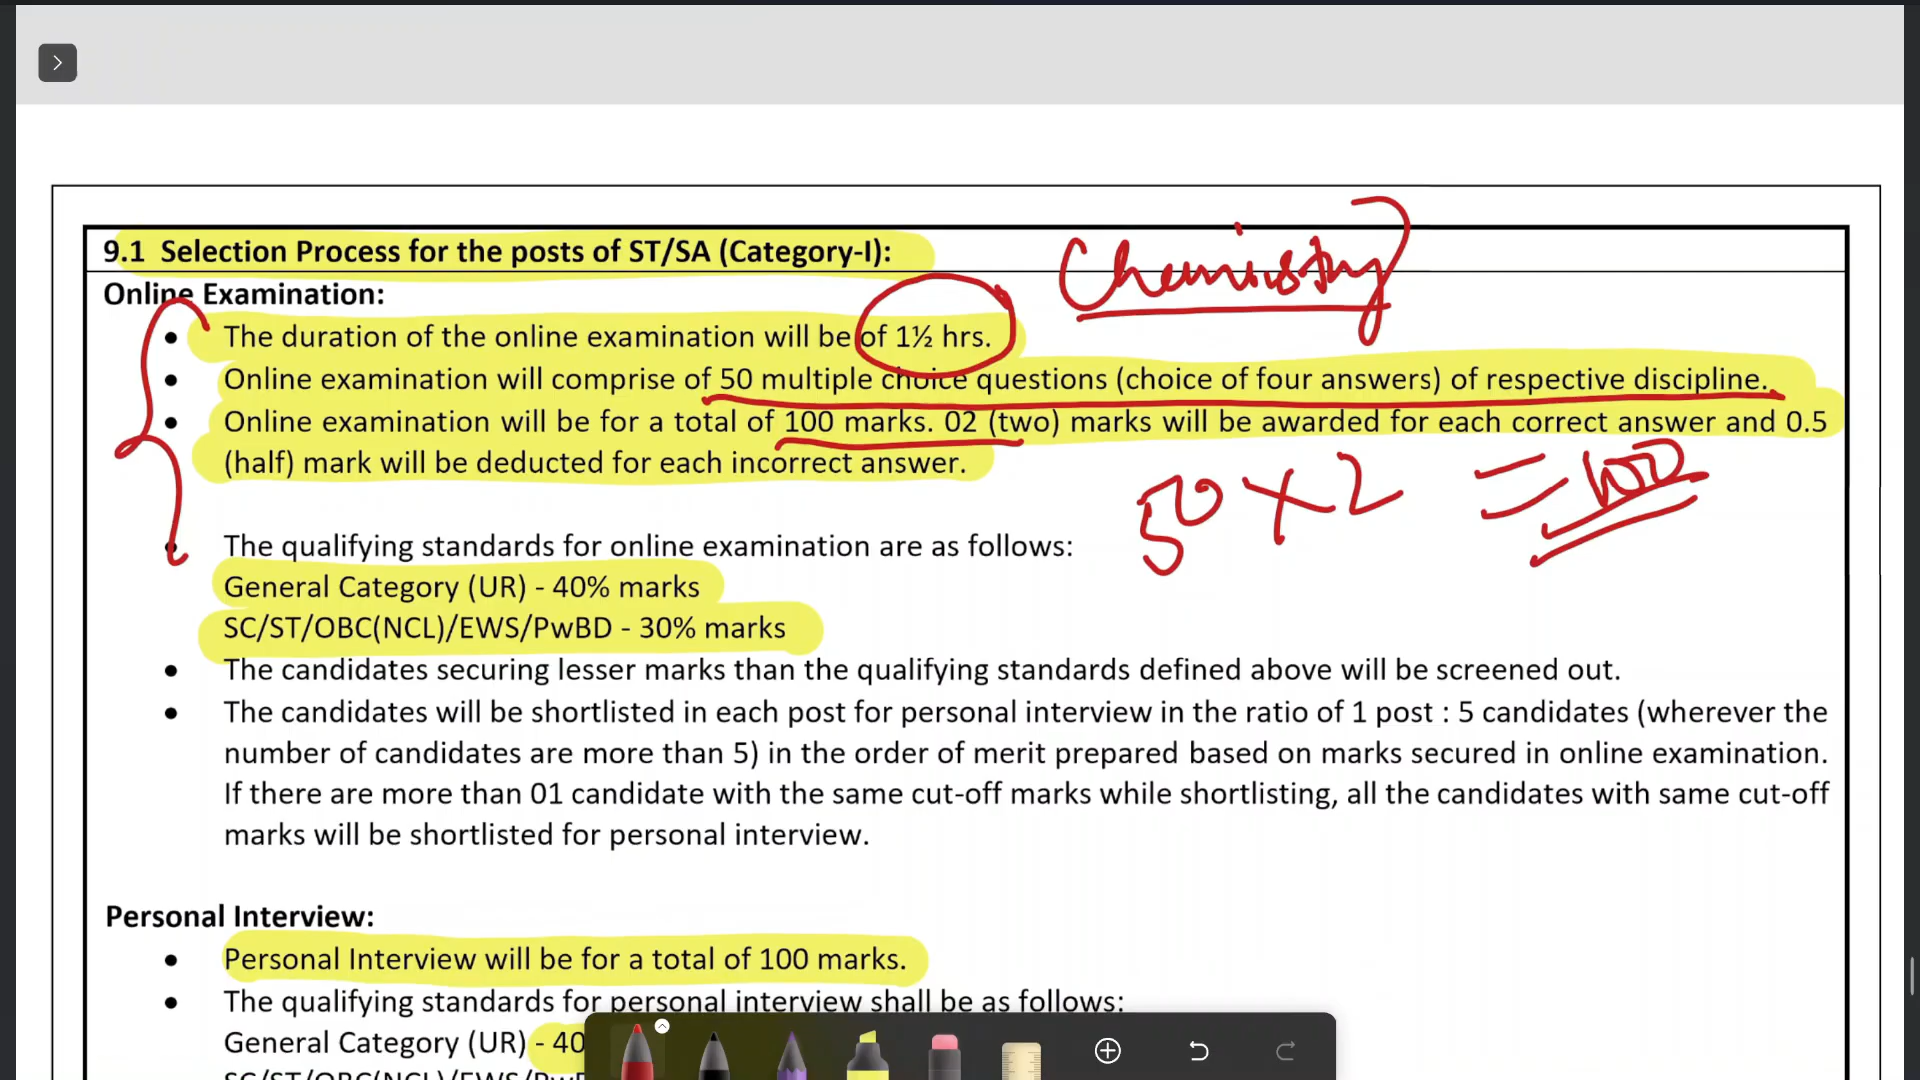 9.1 Selection Process for the posts of ST/SA (Category-I):
Chemistry
Online Examination:
• The duration of the online examination will be of 1½ hrs.
• Online examination will comprise of 50 multiple choice questions (choice of four answers) of respective discipline.
• Online examination will be for a total of 100 marks. 02 (two) marks will be awarded for each correct answer and 0.5
(half) mark will be deducted for each incorrect answer.
50 × 2 = 100
• The qualifying standards for online examination are as follows:
General Category (UR) - 40% marks
SC/ST/OBC(NCL)/EWS/PwBD - 30% marks
• The candidates securing lesser marks than the qualifying standards defined above will be screened out.
• The candidates will be shortlisted in each post for personal interview in the ratio of 1 post : 5 candidates (wherever the
number of candidates are more than 5) in the order of merit prepared based on marks secured in online examination.
If there are more than 01 candidate with the same cut-off marks while shortlisting, all the candidates with same cut-off
marks will be shortlisted for personal interview.
Personal Interview:
• Personal Interview will be for a total of 100 marks.
• The qualifying standards for personal interview shall be as follows:
General Category (UR) - 40
SC/ST/OBC(NCL)/EWS/PwB